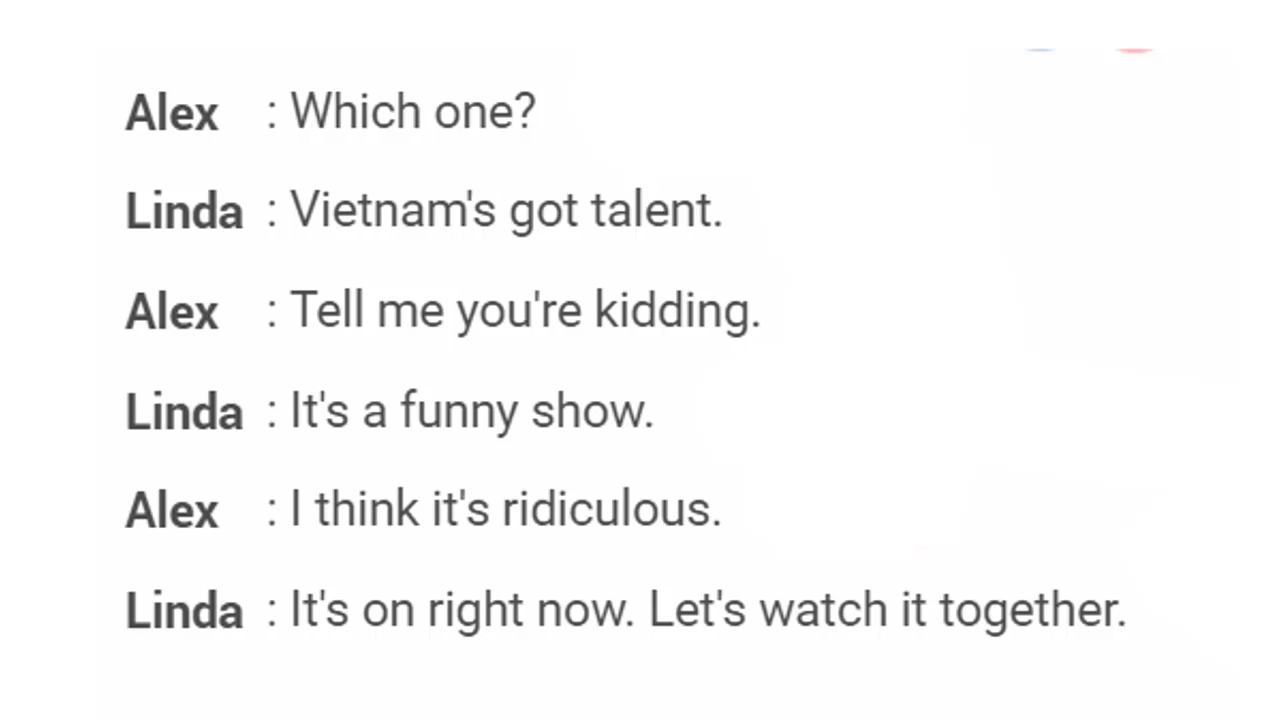 Alex : Which one?
Linda : Vietnam's got talent.
Alex : Tell me you're kidding.
Linda : It's a funny show.
Alex : I think it's ridiculous.
Linda : It's on right now. Let's watch it together.